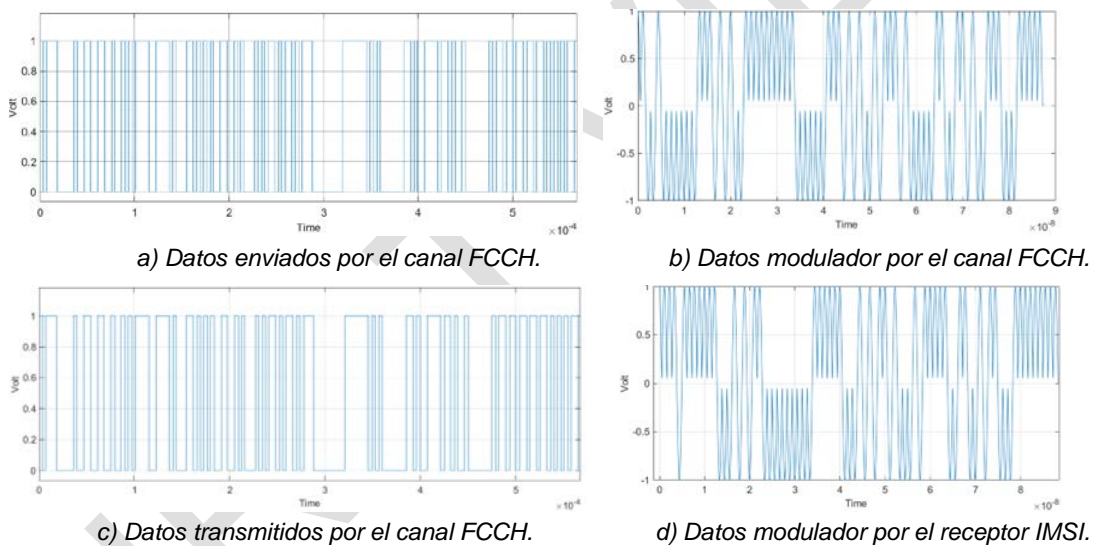 Volt
1
0.8
0.6
0.4
0.2
0
0 1 2 3 4 5
Time
×10⁻⁴
a) Datos enviados por el canal FCCH.
Volt
1
0.5
0
-0.5
-1
0 1 2 3 4 5 6 7 8 9
Time
×10⁻⁸
b) Datos modulador por el canal FCCH.
Volt
1
0.8
0.6
0.4
0.2
0
0 1 2 3 4 5
Time
×10⁻⁴
c) Datos transmitidos por el canal FCCH.
Volt
1
0.5
0
-0.5
-1
0 1 2 3 4 5 6 7 8
Time
×10⁻⁸
d) Datos modulador por el receptor IMSI.